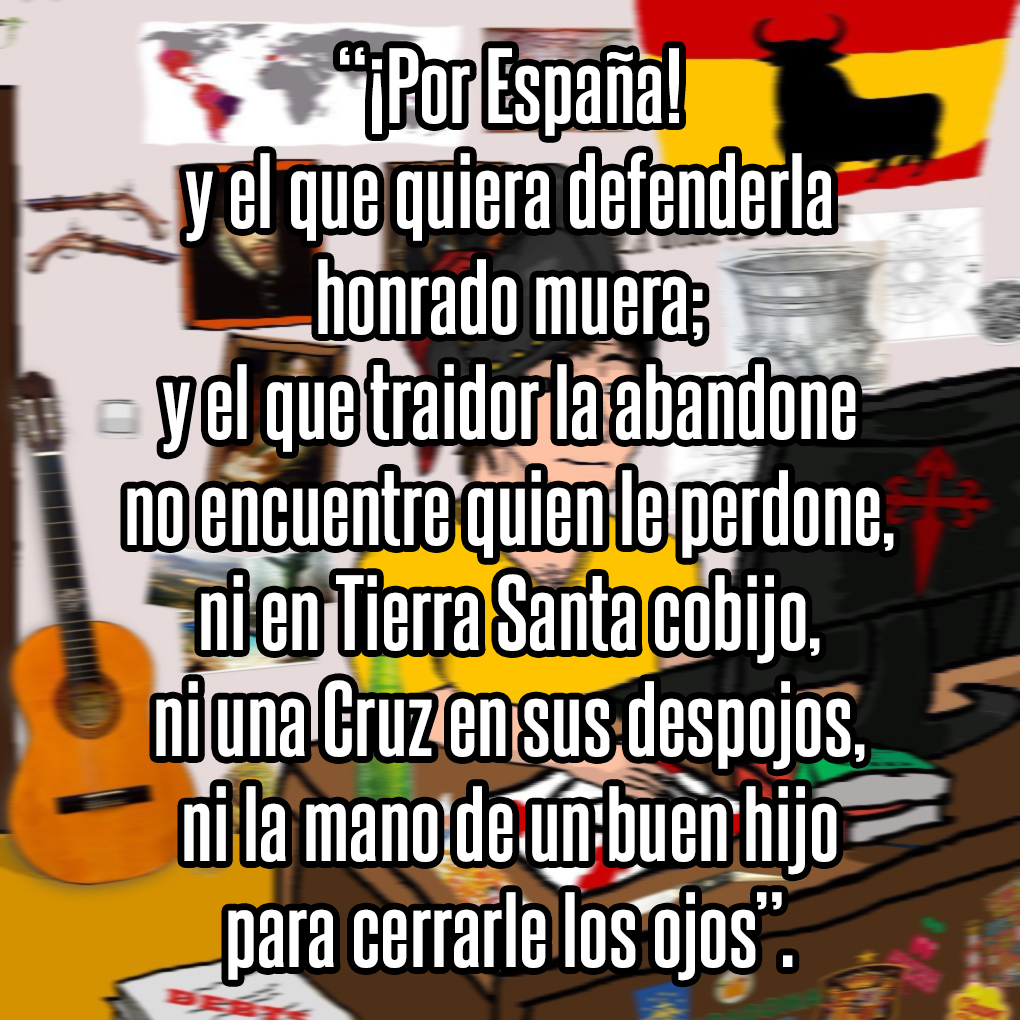 “¡Por España!
y el que quiera defenderla
honrado muera;
y el que traidor la abandone
no encuentre quien le perdone,
ni en Tierra Santa cobijo,
ni una Cruz en sus despojos,
ni la mano de un buen hijo
para cerrarle los ojos”.